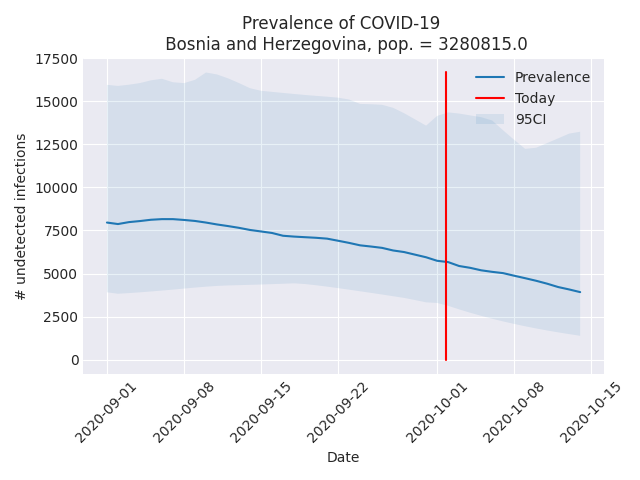 Prevalence of COVID-19
Bosnia and Herzegovina, pop. = 3280815.0
17500
15000
12500
10000
7500
5000
2500
0
# undetected infections
Prevalence
Today
95CI
2020-09-01
2020-09-08
2020-09-15
2020-09-22
2020-10-01
2020-10-08
2020-10-15
Date